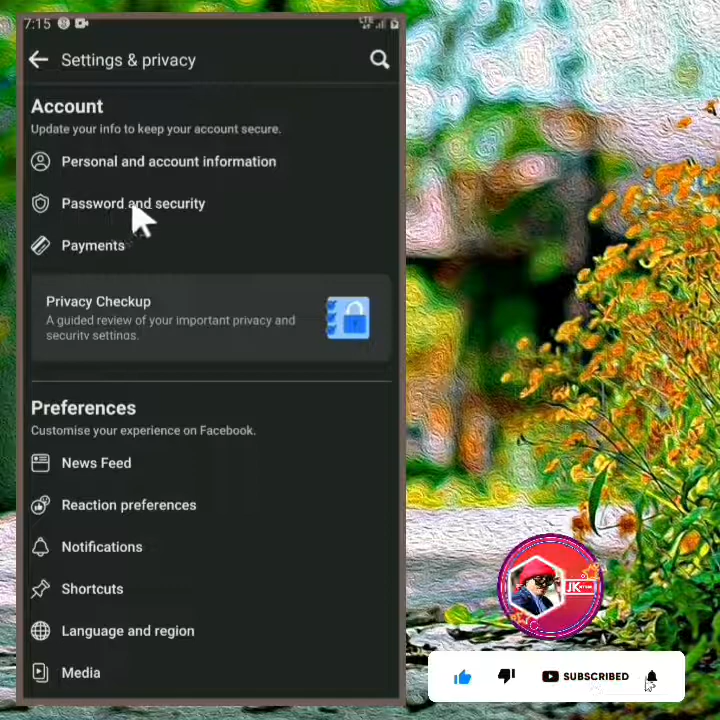 7:15
LTE
Settings & privacy
Account
Update your info to keep your account secure.
Personal and account information
Password and security
Payments
Privacy Checkup
A guided review of your important privacy and
security settings.
Preferences
Customise your experience on Facebook.
News Feed
Reaction preferences
Notifications
Shortcuts
Language and region
Media
JK
SUBSCRIBED